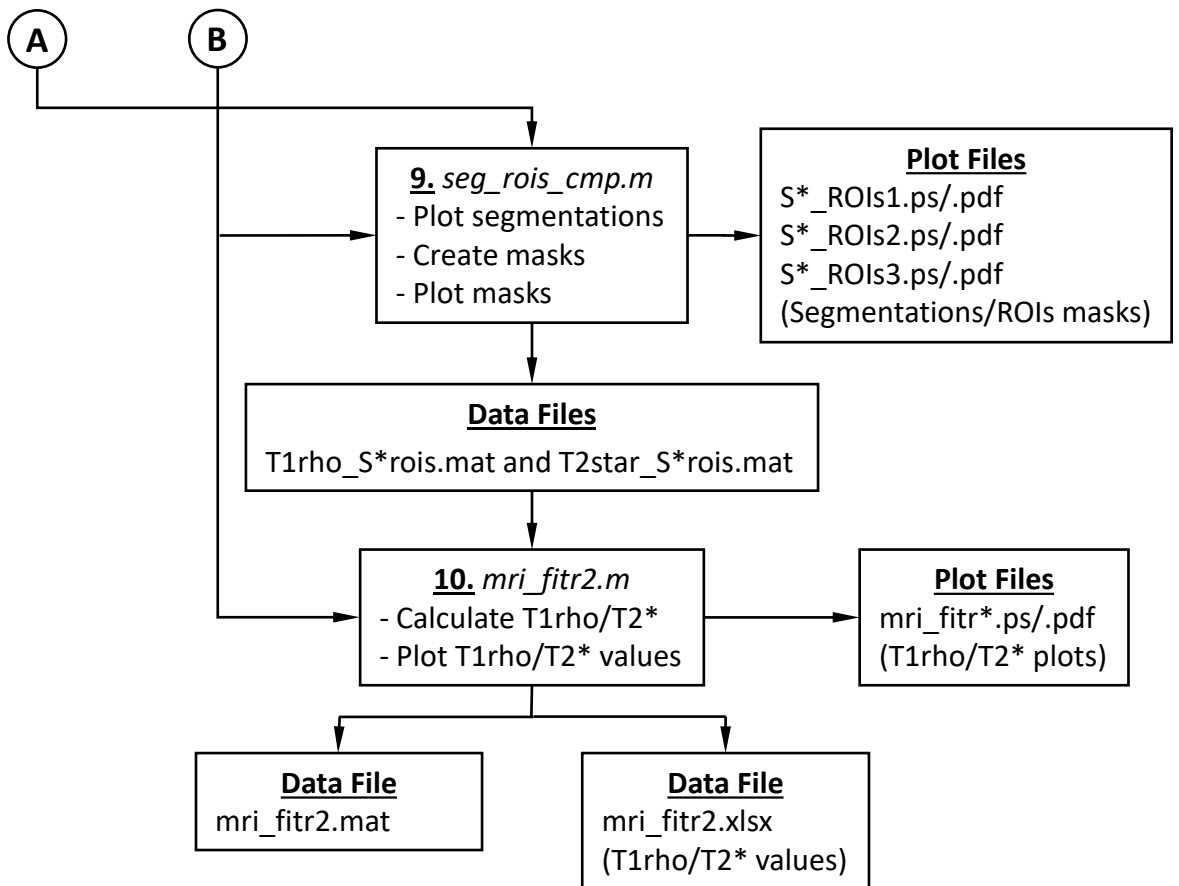 A
B
9. seg_rois_cmp.m
- Plot segmentations
- Create masks
- Plot masks
Plot Files
S*_ROIs1.ps/.pdf
S*_ROIs2.ps/.pdf
S*_ROIs3.ps/.pdf
(Segmentations/ROIs masks)
Data Files
T1rho_S*rois.mat and T2star_S*rois.mat
10. mri_fitr2.m
- Calculate T1rho/T2*
- Plot T1rho/T2* values
Plot Files
mri_fitr*.ps/.pdf
(T1rho/T2* plots)
Data File
mri_fitr2.mat
Data File
mri_fitr2.xlsx
(T1rho/T2* values)